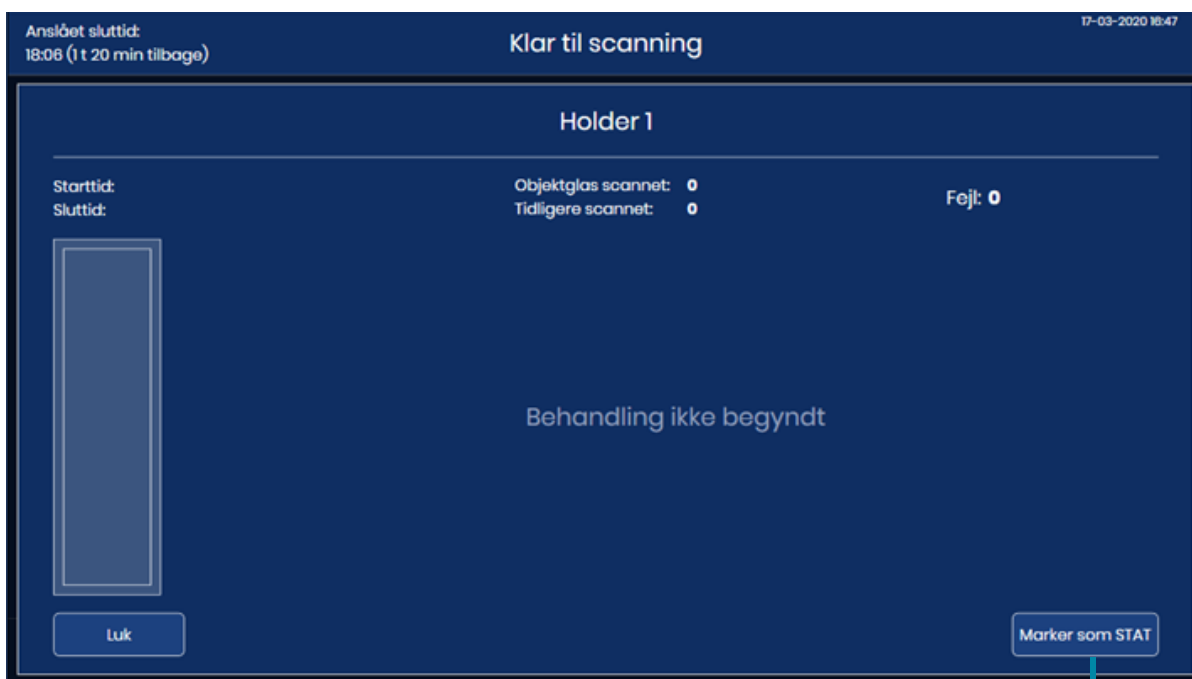 Anslået sluttid:
18:06 (1 t 20 min tilbage)
Klar til scanning
17-03-2020 16:47
Holder 1
Starttid:
Sluttid:
Objektglas scannet: 0
Tidligere scannet: 0
Fejl: 0
Behandling ikke begyndt
Luk
Marker som STAT